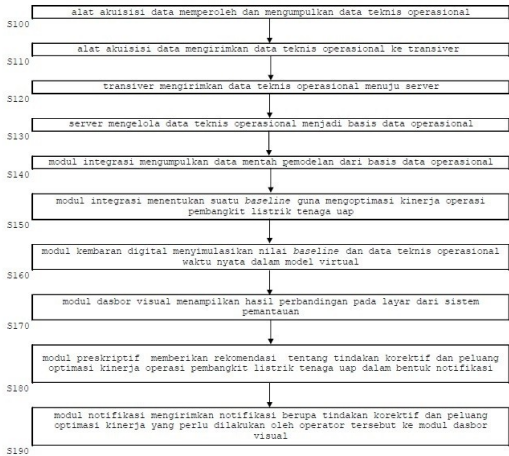 alat akuisisi data memperoleh dan mengumpulkan data teknis operasional
S100
alat akuisisi data mengirimkan data teknis operasional ke transiver
S110
transiver mengirimkan data teknis operasional menuju server
S120
server mengelola data teknis operasional menjadi basis data operasional
S130
modul integrasi mengumpulkan data mentah pemodelan dari basis data operasional
S140
modul integrasi menentukan suatu baseline guna mengoptimasi kinerja operasi
pembangkit listrik tenaga uap
S150
modul kembaran digital menyimulasikan nilai baseline dan data teknis operasional
waktu nyata dalam model virtual
S160
modul dasbor visual menampilkan hasil perbandingan pada layar dari sistem
pemantauan
S170
modul preskriptif memberikan rekomendasi tentang tindakan korektif dan peluang
optimasi kinerja operasi pembangkit listrik tenaga uap dalam bentuk notifikasi
S180
modul notifikasi mengirimkan notifikasi berupa tindakan korektif dan peluang
optimasi kinerja yang perlu dilakukan oleh operator tersebut ke modul dasbor
visual
S190